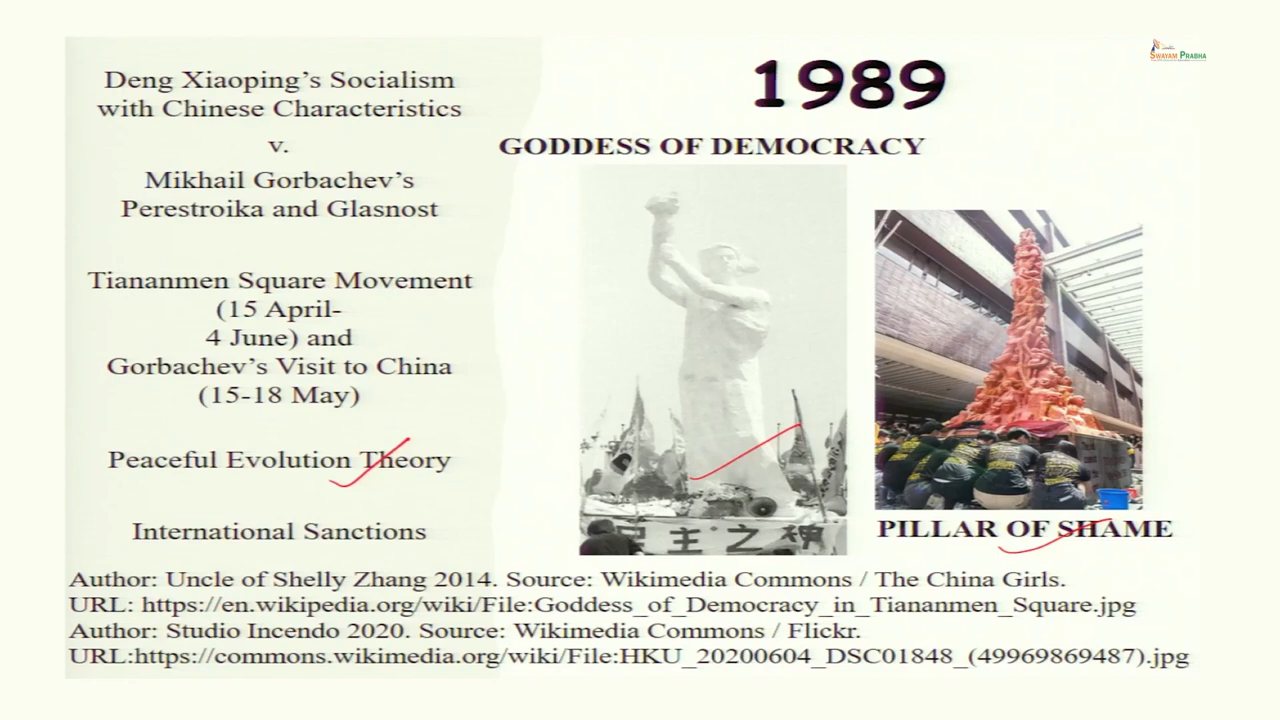 SWAYAM PRABHA
Deng Xiaoping’s Socialism
with Chinese Characteristics
v.
Mikhail Gorbachev’s
Perestroika and Glasnost
Tiananmen Square Movement
(15 April-
4 June) and
Gorbachev’s Visit to China
(15-18 May)
Peaceful Evolution Theory
International Sanctions
1989
GODDESS OF DEMOCRACY
民主之神
PILLAR OF SHAME
Author: Uncle of Shelly Zhang 2014. Source: Wikimedia Commons / The China Girls.
URL: https://en.wikipedia.org/wiki/File:Goddess_of_Democracy_in_Tiananmen_Square.jpg
Author: Studio Incendo 2020. Source: Wikimedia Commons / Flickr.
URL:https://commons.wikimedia.org/wiki/File:HKU_20200604_DSC01848_(49969869487).jpg